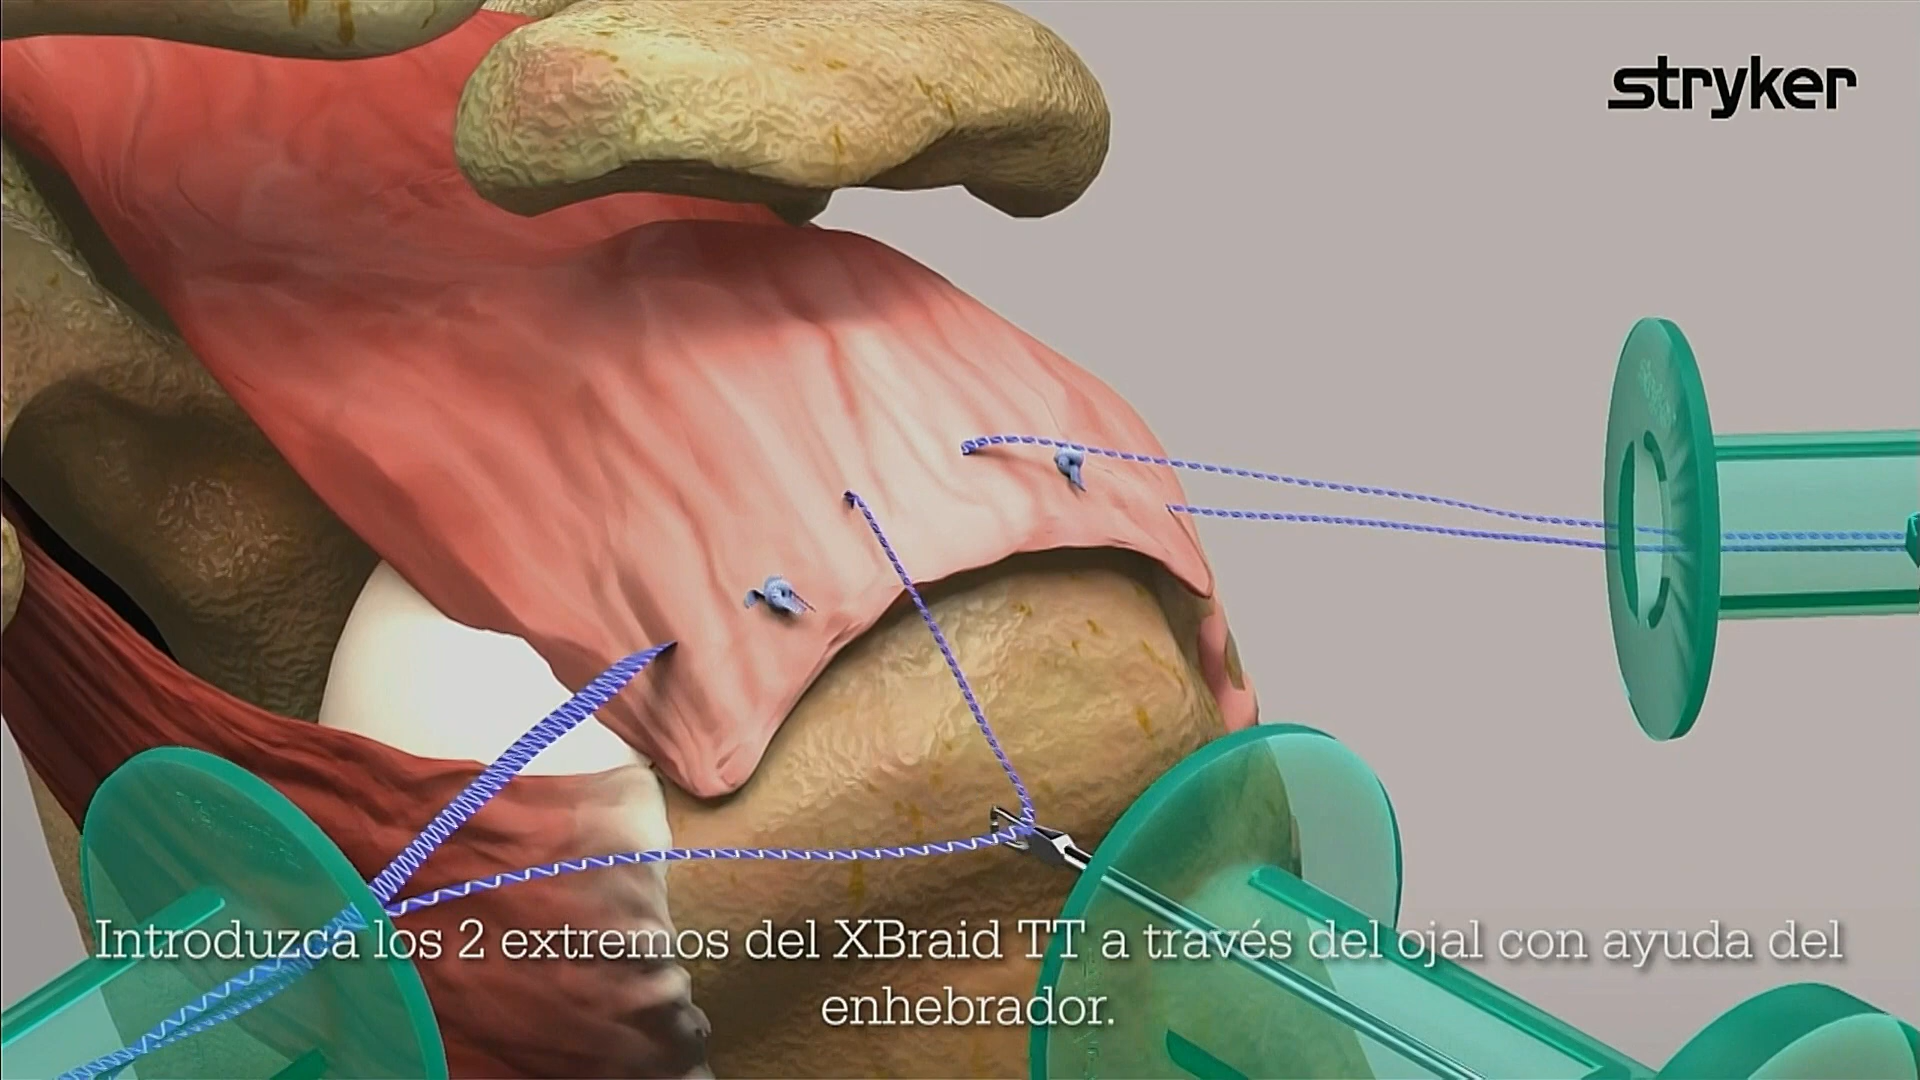 stryker
Introduzca los 2 extremos del XBraid TT a través del ojal con ayuda del
enhebrador.